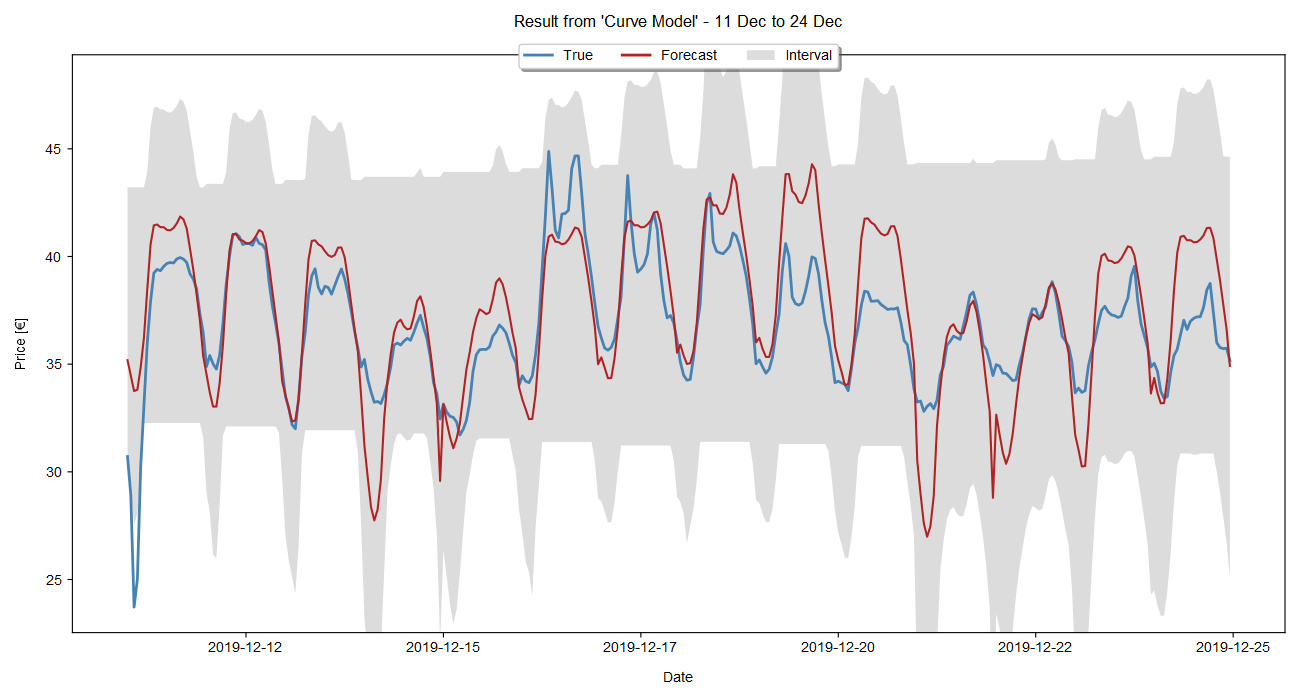 Result from 'Curve Model' - 11 Dec to 24 Dec
True Forecast Interval
45
40
35
30
25
Price [€]
2019-12-12 2019-12-15 2019-12-17 2019-12-20 2019-12-22 2019-12-25
Date